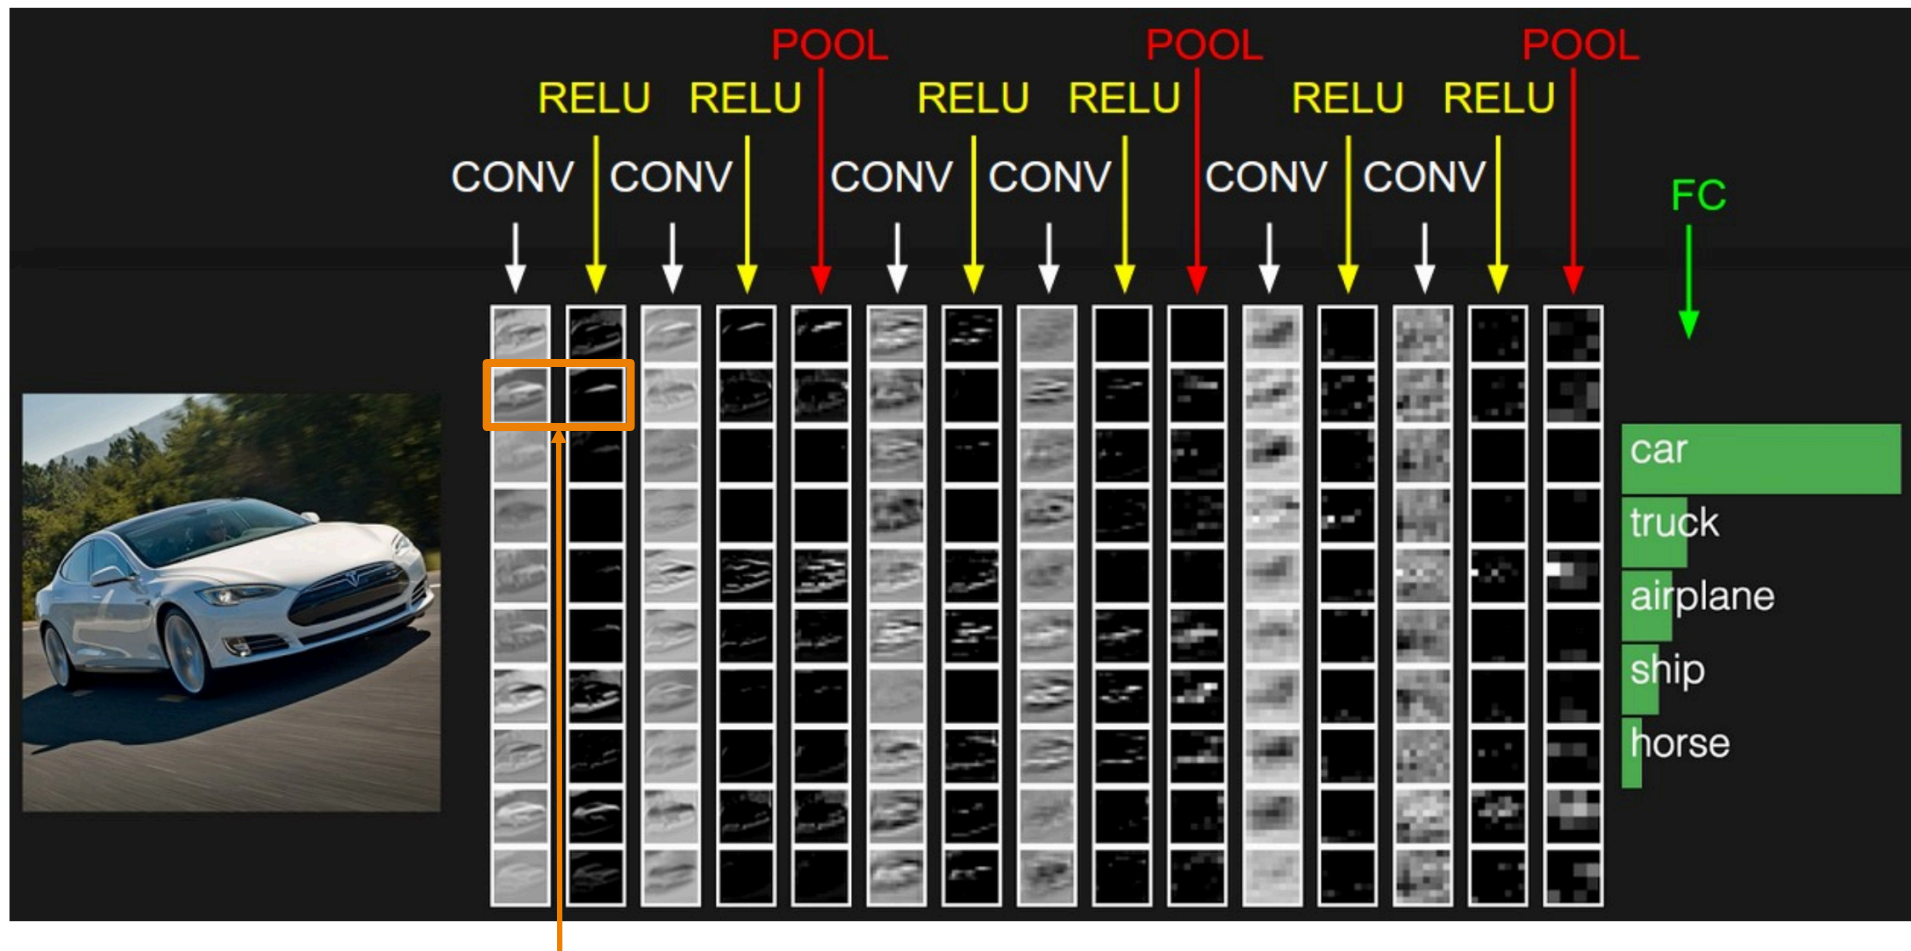 POOL POOL POOL
RELU RELU RELU RELU RELU RELU
CONV CONV CONV CONV CONV CONV
FC
car
truck
airplane
ship
horse